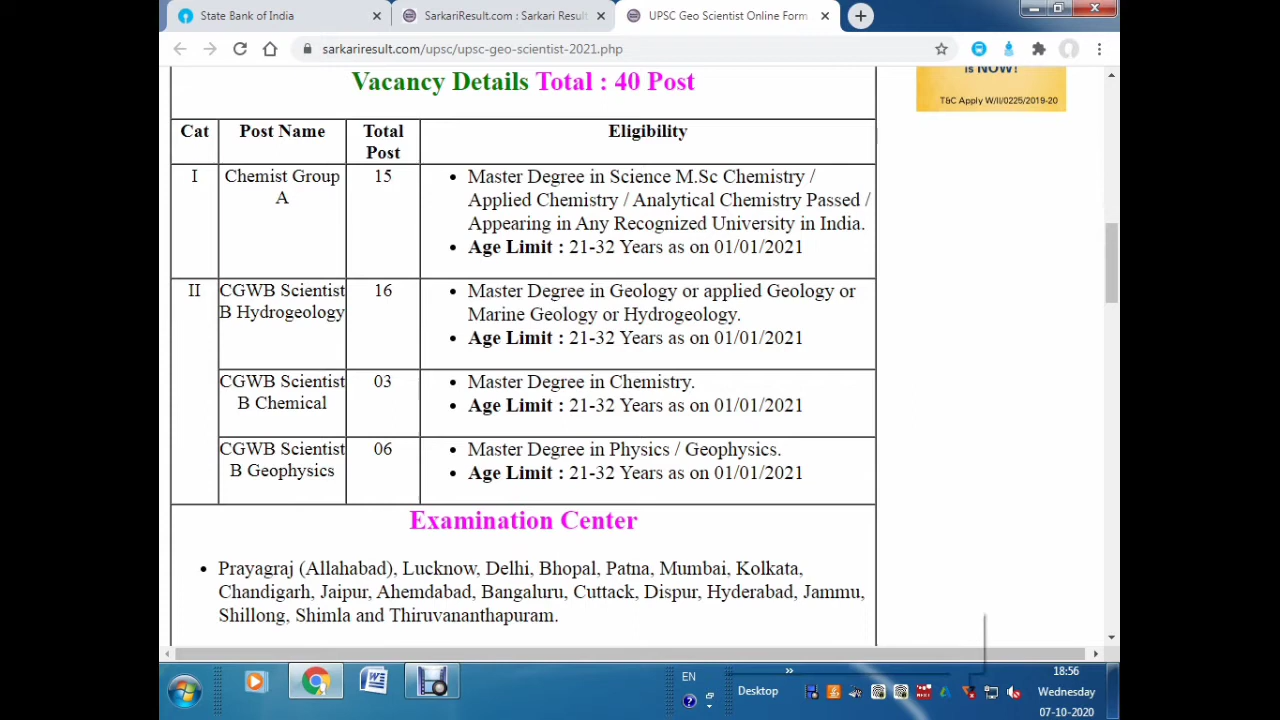 State Bank of India
SarkariResult.com : Sarkari Result
UPSC Geo Scientist Online Form
sarkariresult.com/upsc/upsc-geo-scientist-2021.php
is NOW!
T&C Apply W/II/0225/2019-20
Vacancy Details Total : 40 Post
Cat Post Name Total Post Eligibility
I Chemist Group A 15
• Master Degree in Science M.Sc Chemistry /
Applied Chemistry / Analytical Chemistry Passed /
Appearing in Any Recognized University in India.
• Age Limit : 21-32 Years as on 01/01/2021
II CGWB Scientist B Hydrogeology 16
• Master Degree in Geology or applied Geology or
Marine Geology or Hydrogeology.
• Age Limit : 21-32 Years as on 01/01/2021
CGWB Scientist B Chemical 03
• Master Degree in Chemistry.
• Age Limit : 21-32 Years as on 01/01/2021
CGWB Scientist B Geophysics 06
• Master Degree in Physics / Geophysics.
• Age Limit : 21-32 Years as on 01/01/2021
Examination Center
• Prayagraj (Allahabad), Lucknow, Delhi, Bhopal, Patna, Mumbai, Kolkata,
Chandigarh, Jaipur, Ahemdabad, Bangaluru, Cuttack, Dispur, Hyderabad, Jammu,
Shillong, Shimla and Thiruvananthapuram.
EN
Desktop
18:56
Wednesday
07-10-2020